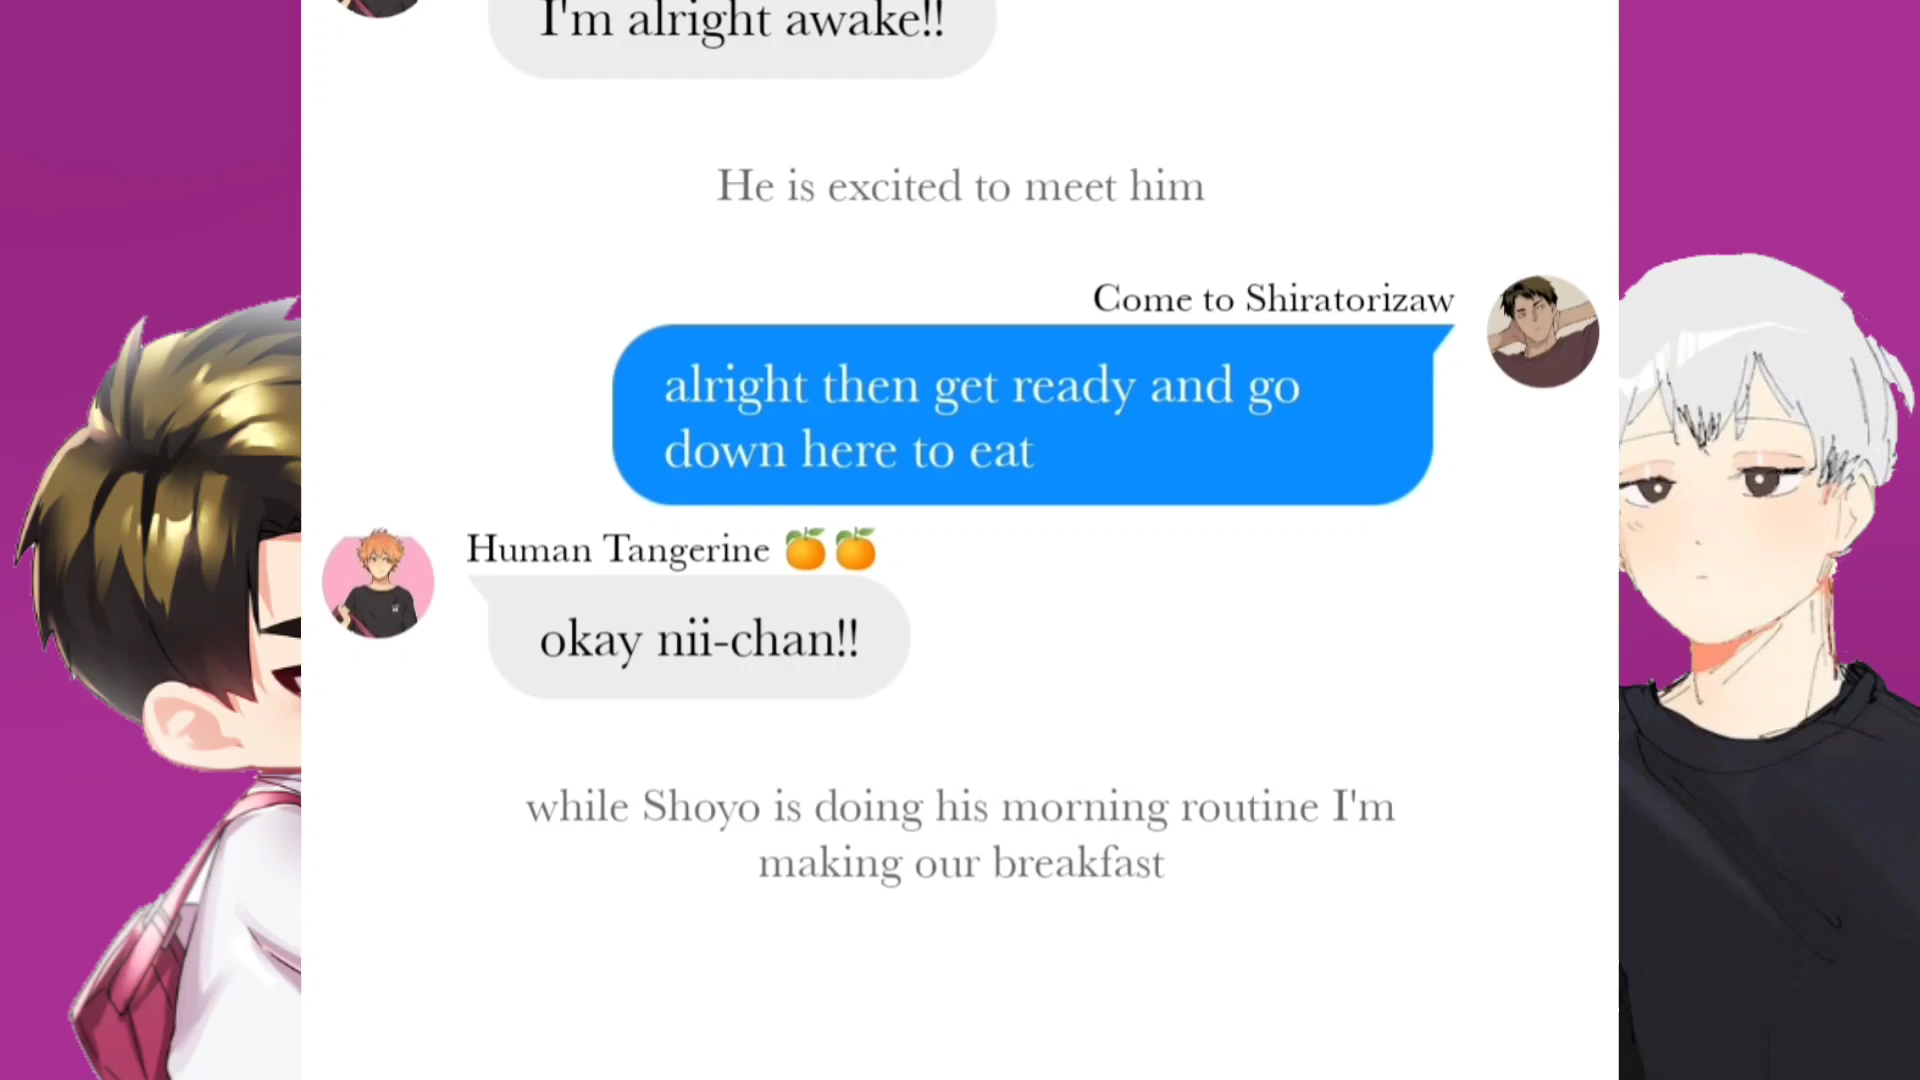 I'm alright awake!!
He is excited to meet him
Come to Shiratorizaw
alright then get ready and go
down here to eat
Human Tangerine 🍊🍊
okay nii-chan!!
while Shoyo is doing his morning routine I'm
making our breakfast